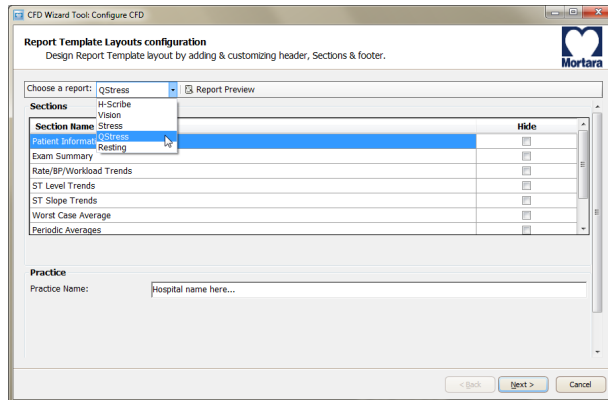 CFD Wizard Tool: Configure CFD
Report Template Layouts configuration
Design Report Template layout by adding & customizing header, Sections & footer.
Mortara
Choose a report: QStress Report Preview
H-Scribe
Vision
Stress
QStress
Resting
Sections
Section Name Hide
Patient Informati
Exam Summary
Rate/BP/Workload Trends
ST Level Trends
ST Slope Trends
Worst Case Average
Periodic Averages
Practice
Practice Name: Hospital name here...
< Back Next > Cancel